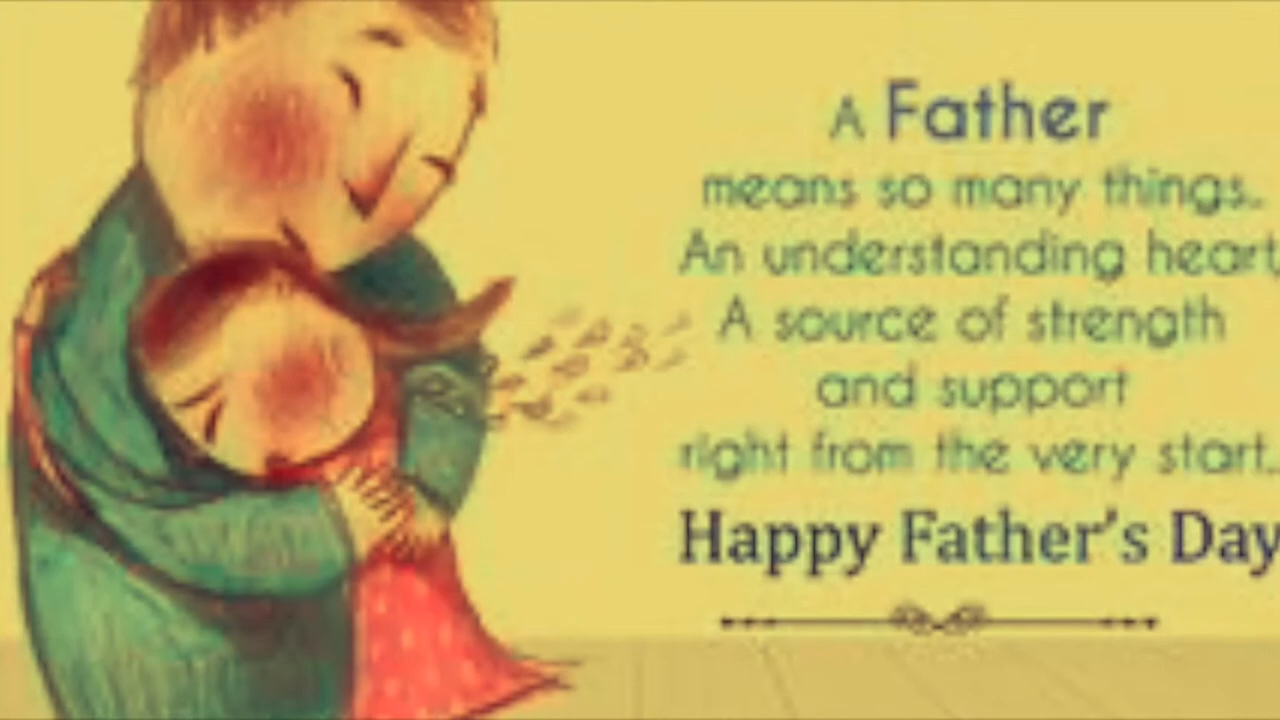 A Father
means so many things..
An understanding heart,
A source of strength
and support
right from the very start..
Happy Father's Day